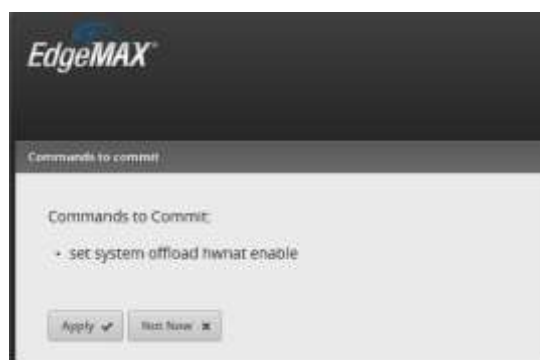 EdgeMAX
Commands to commit
Commands to Commit:
set system offload hwnat enable
Apply
Not Now